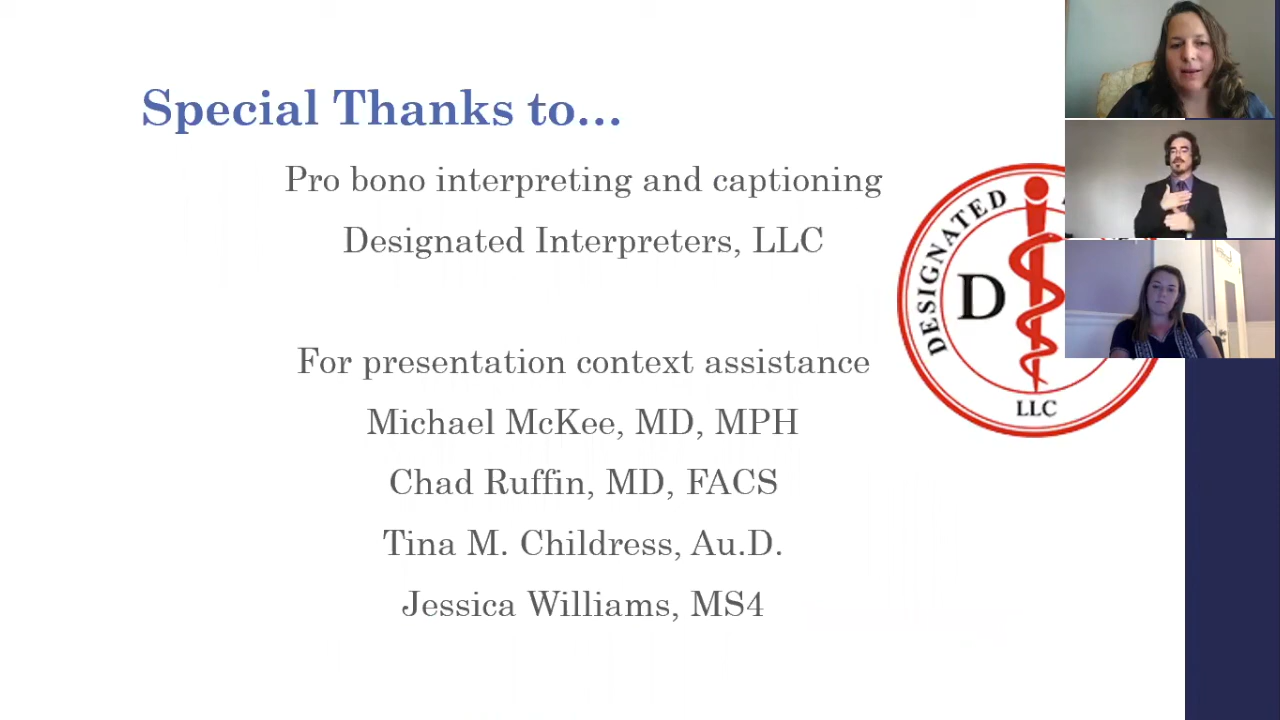 Special Thanks to...
Pro bono interpreting and captioning
Designated Interpreters, LLC
For presentation context assistance
Michael McKee, MD, MPH
Chad Ruffin, MD, FACS
Tina M. Childress, Au.D.
Jessica Williams, MS4
DESIGNATED
D
LLC